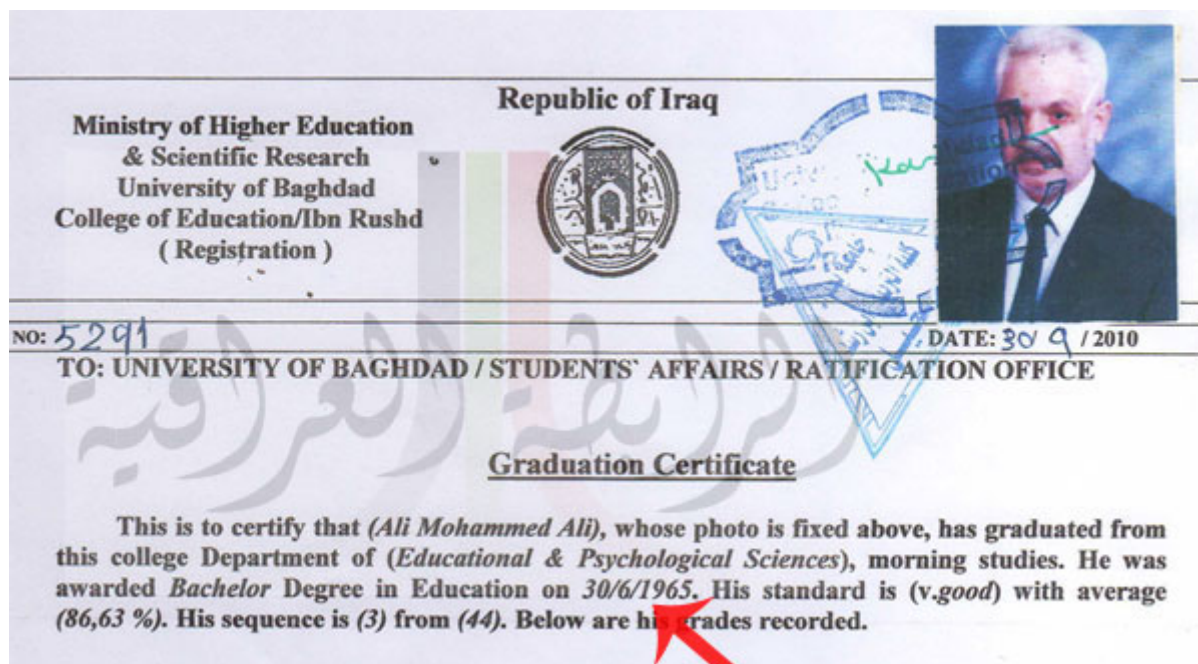 Republic of Iraq
Ministry of Higher Education
& Scientific Research
University of Baghdad
College of Education/Ibn Rushd
( Registration )
NO: 5291
DATE: 30/ 9 / 2010
TO: UNIVERSITY OF BAGHDAD / STUDENTS` AFFAIRS / RATIFICATION OFFICE
الرابطة العراقية
Graduation Certificate
This is to certify that (Ali Mohammed Ali), whose photo is fixed above, has graduated from
this college Department of (Educational & Psychological Sciences), morning studies. He was
awarded Bachelor Degree in Education on 30/6/1965. His standard is (v.good) with average
(86,63 %). His sequence is (3) from (44). Below are his grades recorded.